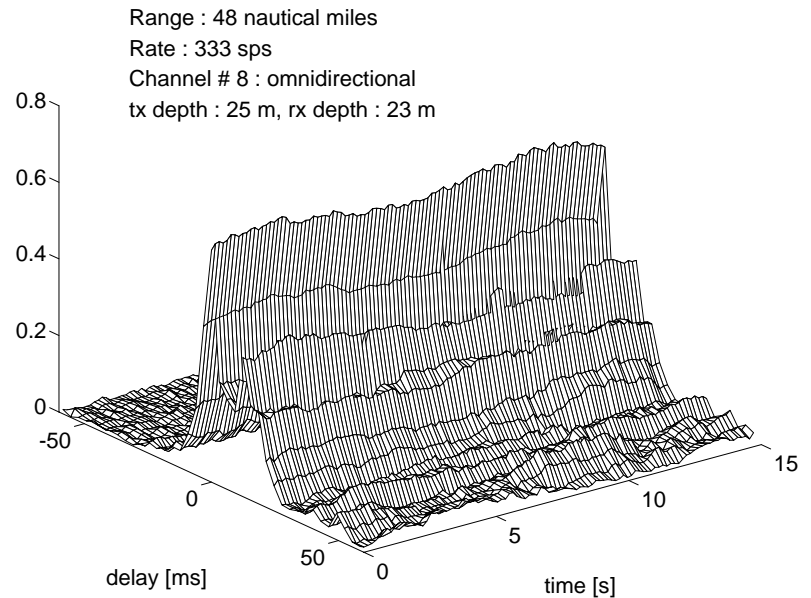 Range : 48 nautical miles
Rate : 333 sps
Channel # 8 : omnidirectional
tx depth : 25 m, rx depth : 23 m
0.8
0.6
0.4
0.2
0
-50
0
50
delay [ms]
0
5
10
15
time [s]